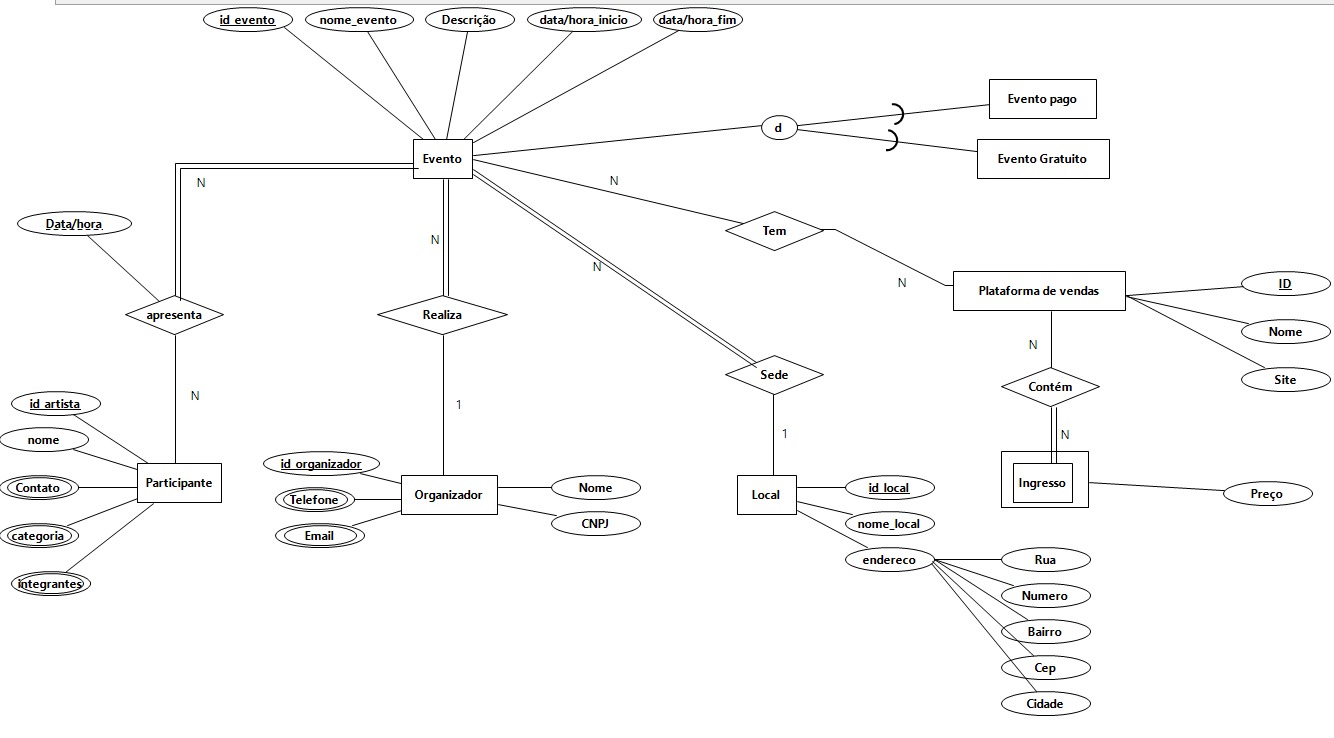 id_evento
nome_evento
Descrição
data/hora_inicio
data/hora_fim
Evento pago
d
Evento Gratuito
Evento
N
N
Data/hora
Tem
N
N
N
Plataforma de vendas
ID
apresenta
Realiza
Nome
N
Sede
Site
Contém
N
id_artista
1
1
N
nome
Participante
Contato
categoria
integrantes
id_organizador
Telefone
Email
Organizador
Nome
CNPJ
Local
id_local
nome_local
endereco
Ingresso
Preço
Rua
Numero
Bairro
Cep
Cidade